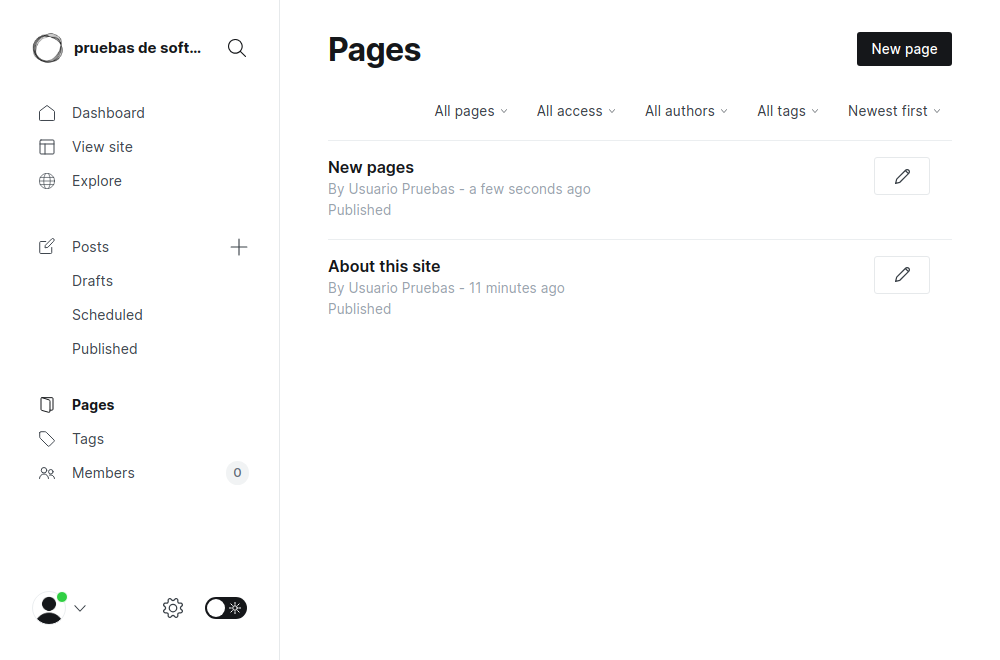 pruebas de soft...
Dashboard
View site
Explore
Posts
Drafts
Scheduled
Published
Pages
Tags
Members 0
Pages
New page
All pages All access All authors All tags Newest first
New pages
By Usuario Pruebas - a few seconds ago
Published
About this site
By Usuario Pruebas - 11 minutes ago
Published